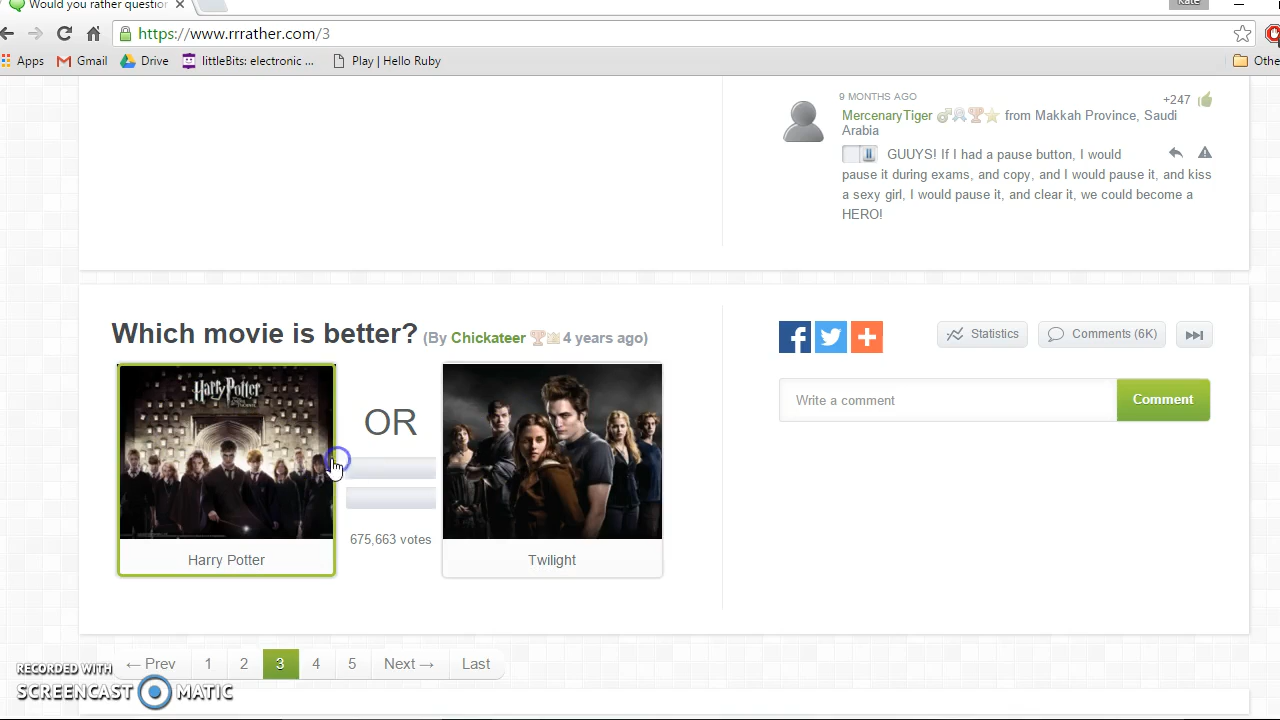 Would you rather question
Kate
https://www.rrrather.com/3
Apps
Gmail
Drive
littleBits: electronic ...
Play | Hello Ruby
Othe
9 MONTHS AGO
+247
MercenaryTiger from Makkah Province, Saudi
Arabia
GUUYS! If I had a pause button, I would
pause it during exams, and copy, and I would pause it, and kiss
a sexy girl, I would pause it, and clear it, we could become a
HERO!
Which movie is better? (By Chickateer 4 years ago)
Statistics
Comments (6K)
Harry Potter
OR
Write a comment
Comment
675,663 votes
Harry Potter
Twilight
← Prev 1 2 3 4 5 Next → Last
RECORDED WITH
SCREENCAST MATIC